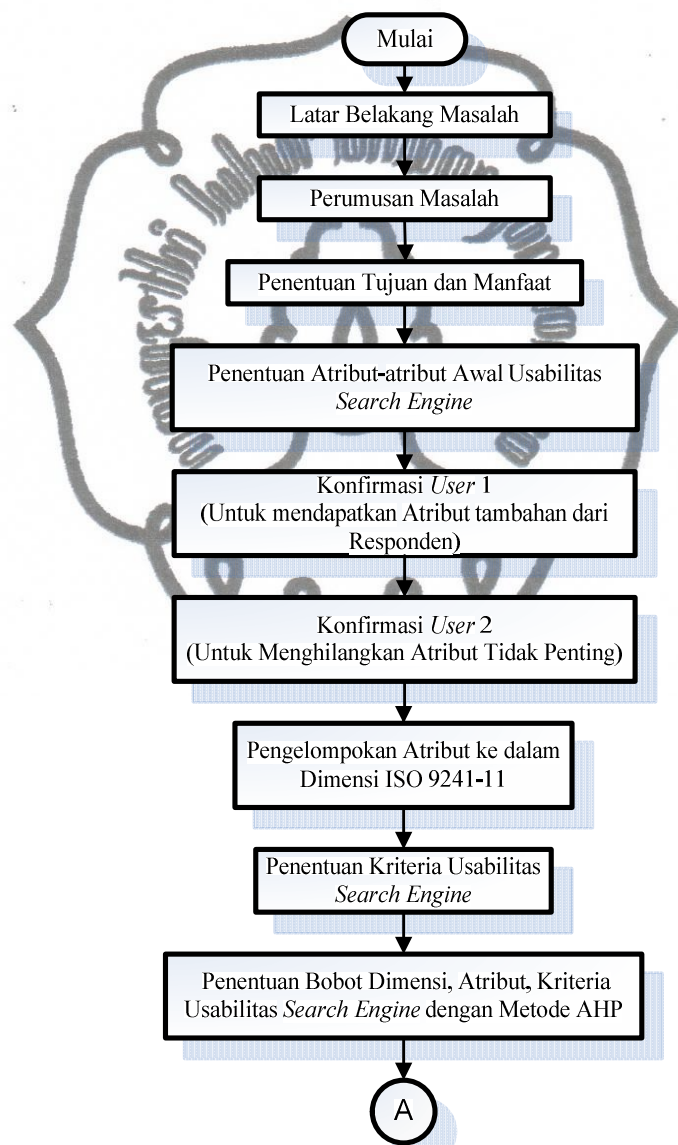 Mulai
Latar Belakang Masalah
Perumusan Masalah
Penentuan Tujuan dan Manfaat
Penentuan Atribut-atribut Awal Usabilitas
Search Engine
Konfirmasi User 1
(Untuk mendapatkan Atribut tambahan dari
Responden)
Konfirmasi User 2
(Untuk Menghilangkan Atribut Tidak Penting)
Pengelompokan Atribut ke dalam
Dimensi ISO 9241-11
Penentuan Kriteria Usabilitas
Search Engine
Penentuan Bobot Dimensi, Atribut, Kriteria
Usabilitas Search Engine dengan Metode AHP
A